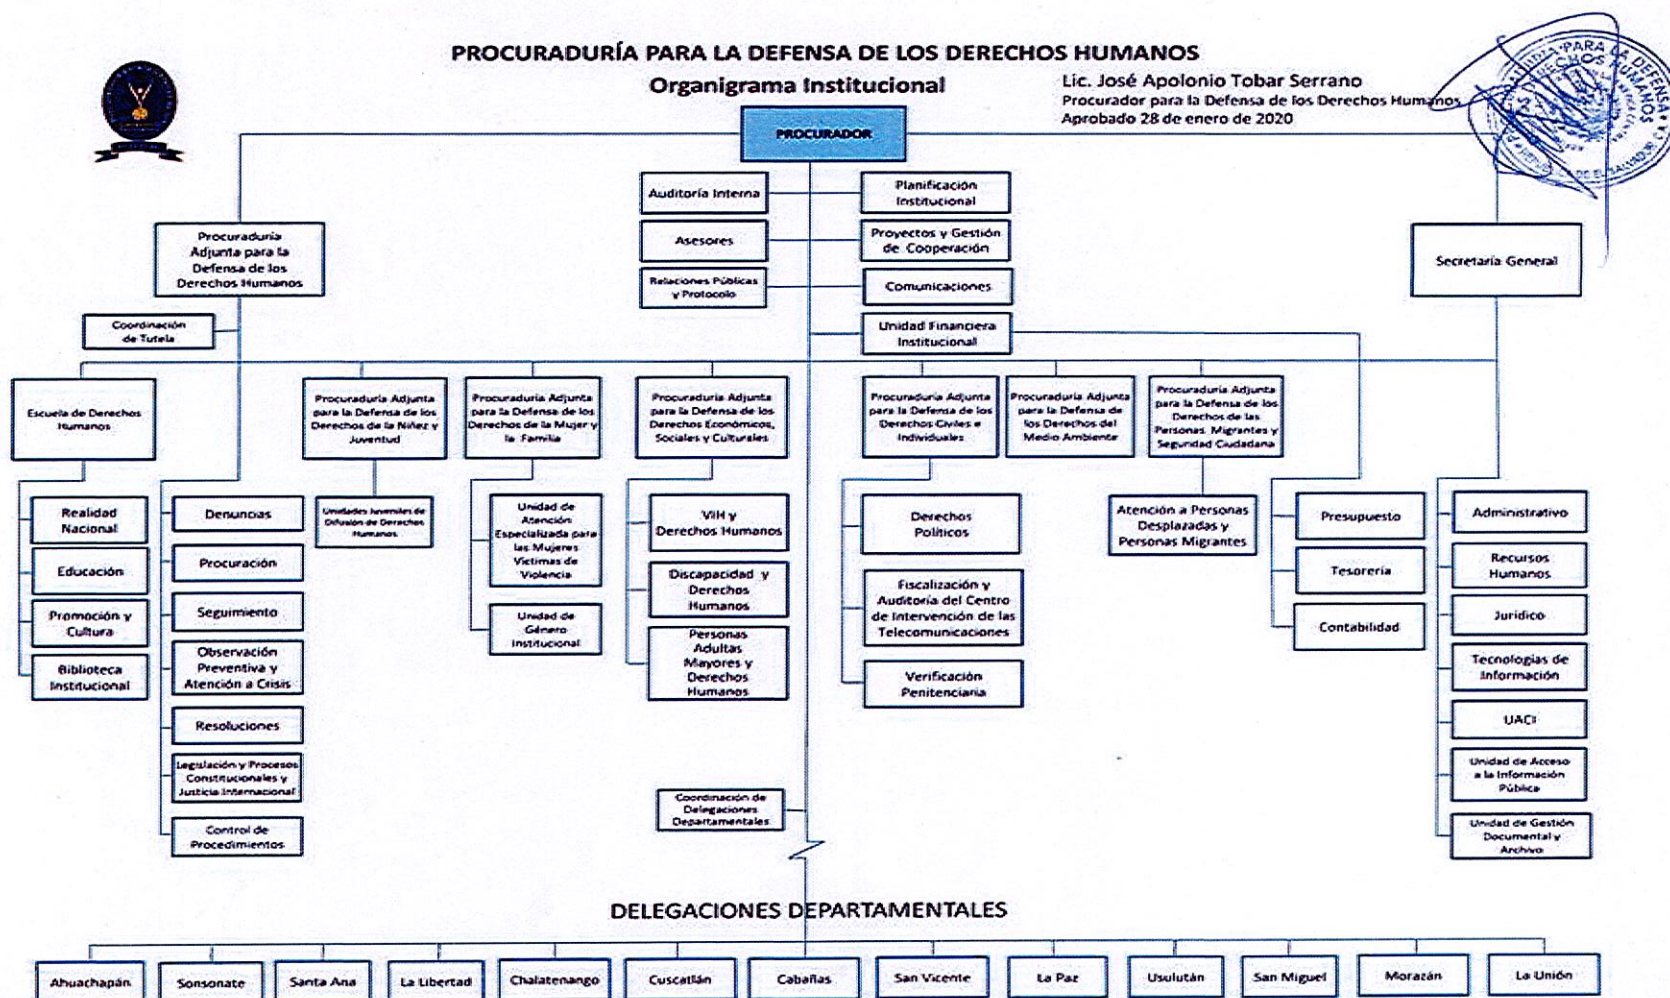 PROCURADURÍA PARA LA DEFENSA DE LOS DERECHOS HUMANOS
Organigrama Institucional
Lic. José Apolonio Tobar Serrano
Procurador para la Defensa de los Derechos Humanos
Aprobado 28 de enero de 2020
PROCURADOR
Auditoría Interna
Planificación
Institucional
Asesores
Proyectos y Gestión
de Cooperación
Relaciones Públicas
y Protocolo
Comunicaciones
Unidad Financiera
Institucional
Procuraduría
Adjunta para la
Defensa de los
Derechos Humanos
Secretaría General
Coordinación
de Tutela
Escuela de Derechos
Humanos
Procuraduría Adjunta
para la Defensa de los
Derechos de la Niñez y
Juventud
Procuraduría Adjunta
para la Defensa de los
Derechos de la Mujer y
la Familia
Procuraduría Adjunta
para la Defensa de los
Derechos Económicos,
Sociales y Culturales
Procuraduría Adjunta
para la Defensa de los
Derechos Civiles e
Individuales
Procuraduría Adjunta
para la Defensa de
los Derechos del
Medio Ambiente
Procuraduría Adjunta
para la Defensa de los
Derechos de las
Personas Migrantes y
Seguridad Ciudadana
Realidad
Nacional
Educación
Promoción y
Cultura
Biblioteca
Institucional
Denuncias
Procuración
Seguimiento
Observación
Preventiva y
Atención a Crisis
Resoluciones
Legislación y Procesos
Constitucionales y
Justicia Internacional
Control de
Procedimientos
Unidades Juveniles de
Difusión de Derechos
Humanos
Unidad de
Atención
Especializada para
las Mujeres
Víctimas de
Violencia
Unidad de
Género
Institucional
VIH y
Derechos Humanos
Discapacidad y
Derechos
Humanos
Personas
Adultas
Mayores y
Derechos
Humanos
Derechos
Políticos
Fiscalización y
Auditoría del Centro
de Intervención de las
Telecomunicaciones
Verificación
Penitenciaria
Atención a Personas
Desplazadas y
Personas Migrantes
Presupuesto
Tesorería
Contabilidad
Administrativo
Recursos
Humanos
Jurídico
Tecnologías de
Información
UACI
Unidad de Acceso
a la Información
Pública
Unidad de Gestión
Documental y
Archivo
Coordinación de
Delegaciones
Departamentales
DELEGACIONES DEPARTAMENTALES
Ahuachapán
Sonsonate
Santa Ana
La Libertad
Chalatenango
Cuscatlán
Cabañas
San Vicente
La Paz
Usulután
San Miguel
Morazán
La Unión